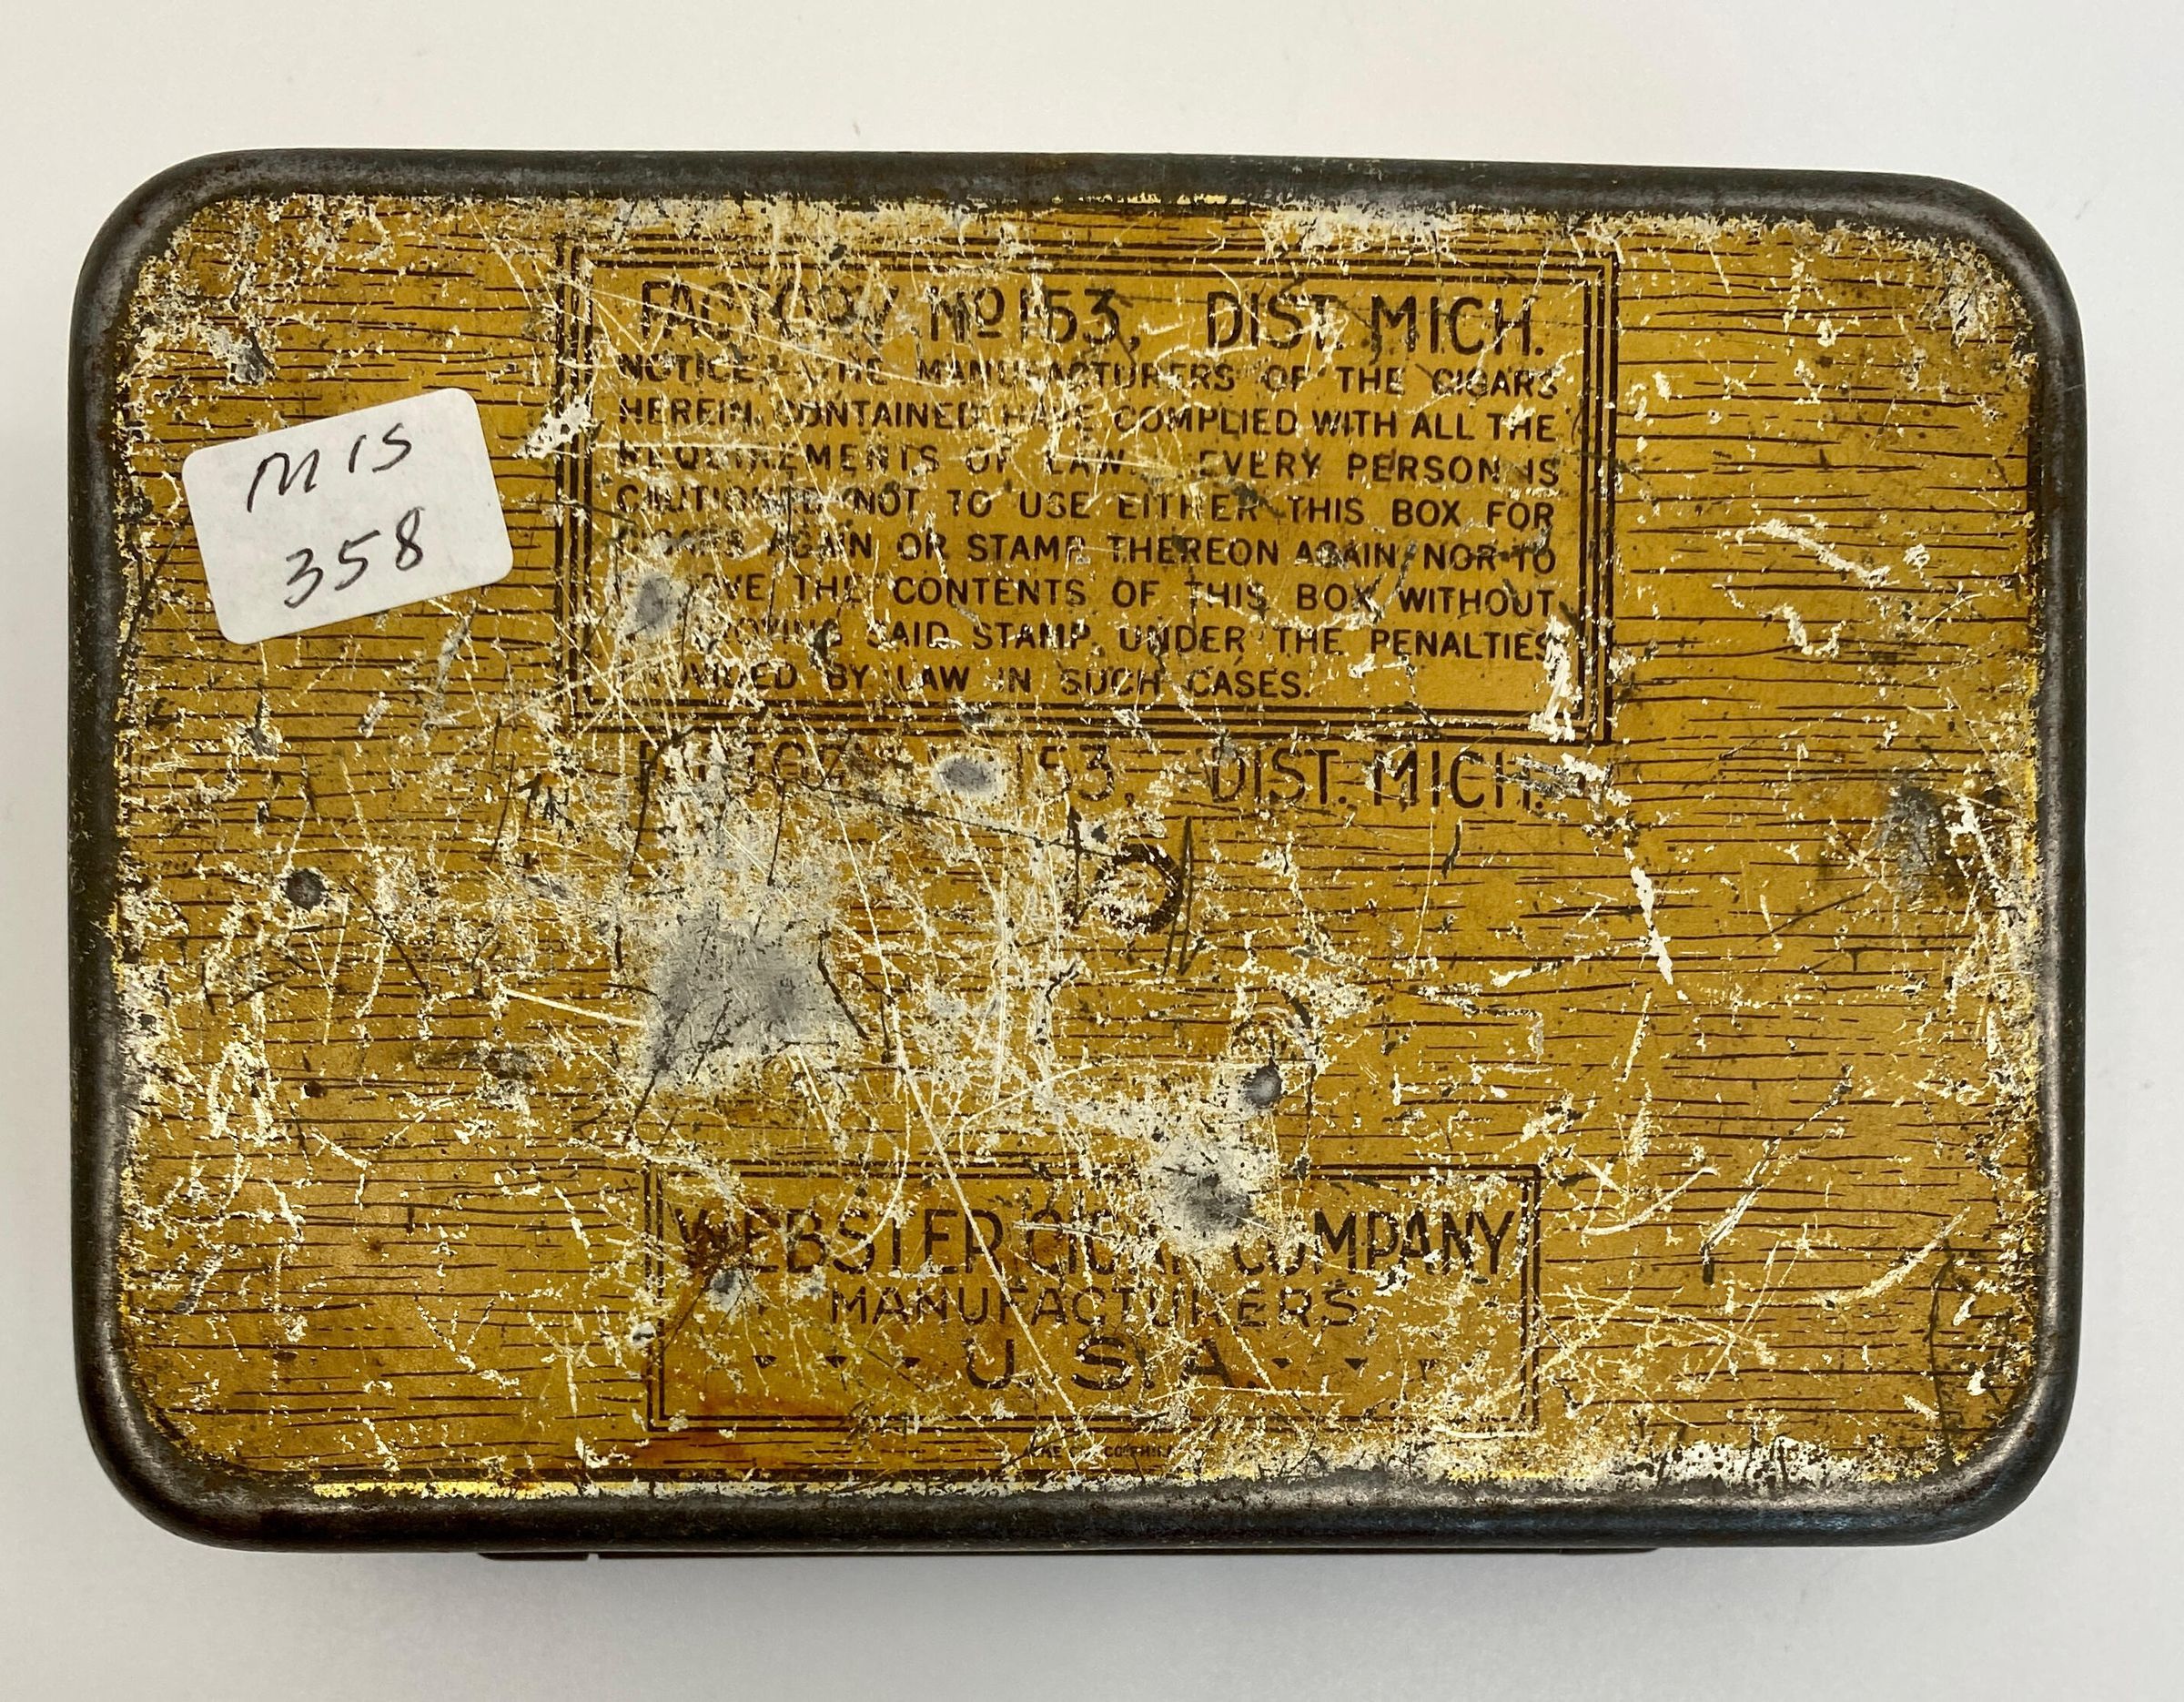 MIS
358
FACTORY No 153, DIST. MICH.
NOTICE:- THE MANUFACTURERS OF THE CIGARS
HEREIN CONTAINED HAVE COMPLIED WITH ALL THE
REQUIREMENTS OF LAW. EVERY PERSON IS
CAUTIONED NOT TO USE EITHER THIS BOX FOR
CIGARS AGAIN OR STAMP THEREON AGAIN, NOR TO
REMOVE THE CONTENTS OF THIS BOX WITHOUT
DESTROYING SAID STAMP, UNDER THE PENALTIES
PROVIDED BY LAW IN SUCH CASES.
153, DIST. MICH.
WEBSTER CIGAR COMPANY
MANUFACTURERS
U.S.A.